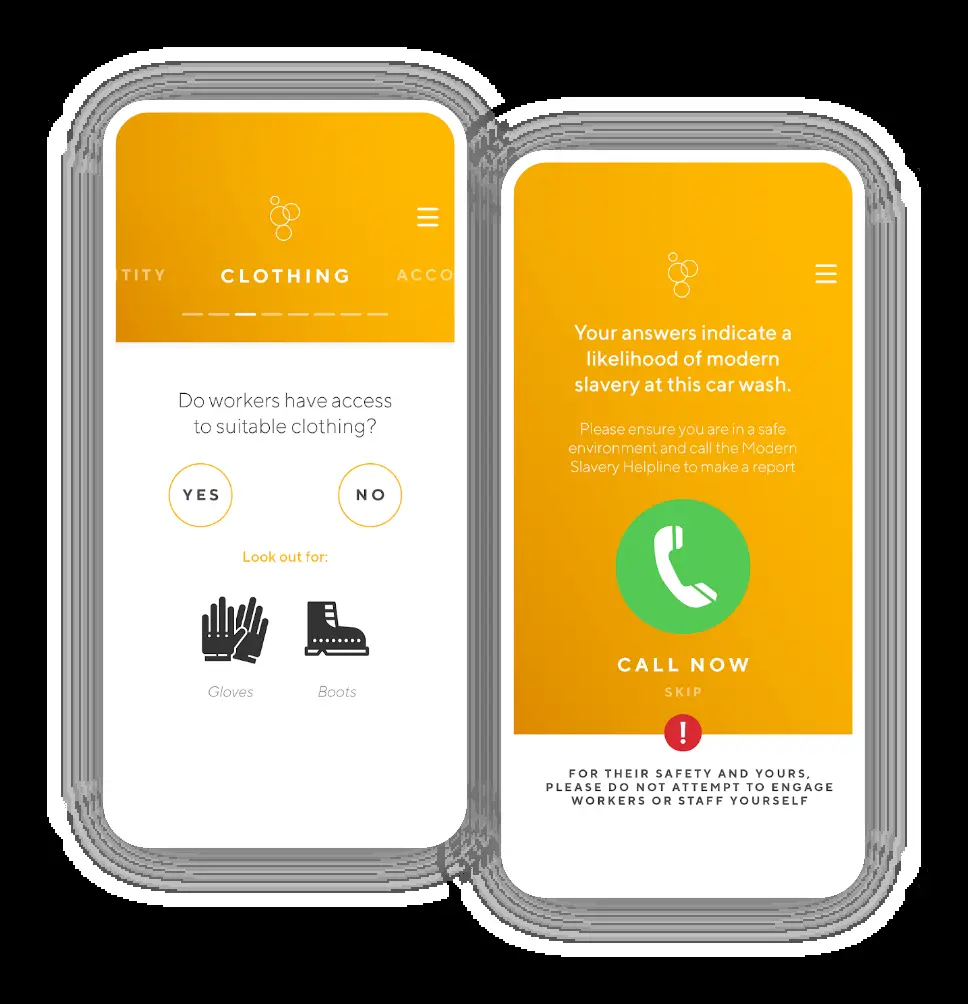 TITY CLOTHING ACCO
Do workers have access
to suitable clothing?
YES NO
Look out for:
Gloves Boots
Your answers indicate a
likelihood of modern
slavery at this car wash.
Please ensure you are in a safe
environment and call the Modern
Slavery Helpline to make a report
CALL NOW
SKIP
!
FOR THEIR SAFETY AND YOURS,
PLEASE DO NOT ATTEMPT TO ENGAGE
WORKERS OR STAFF YOURSELF